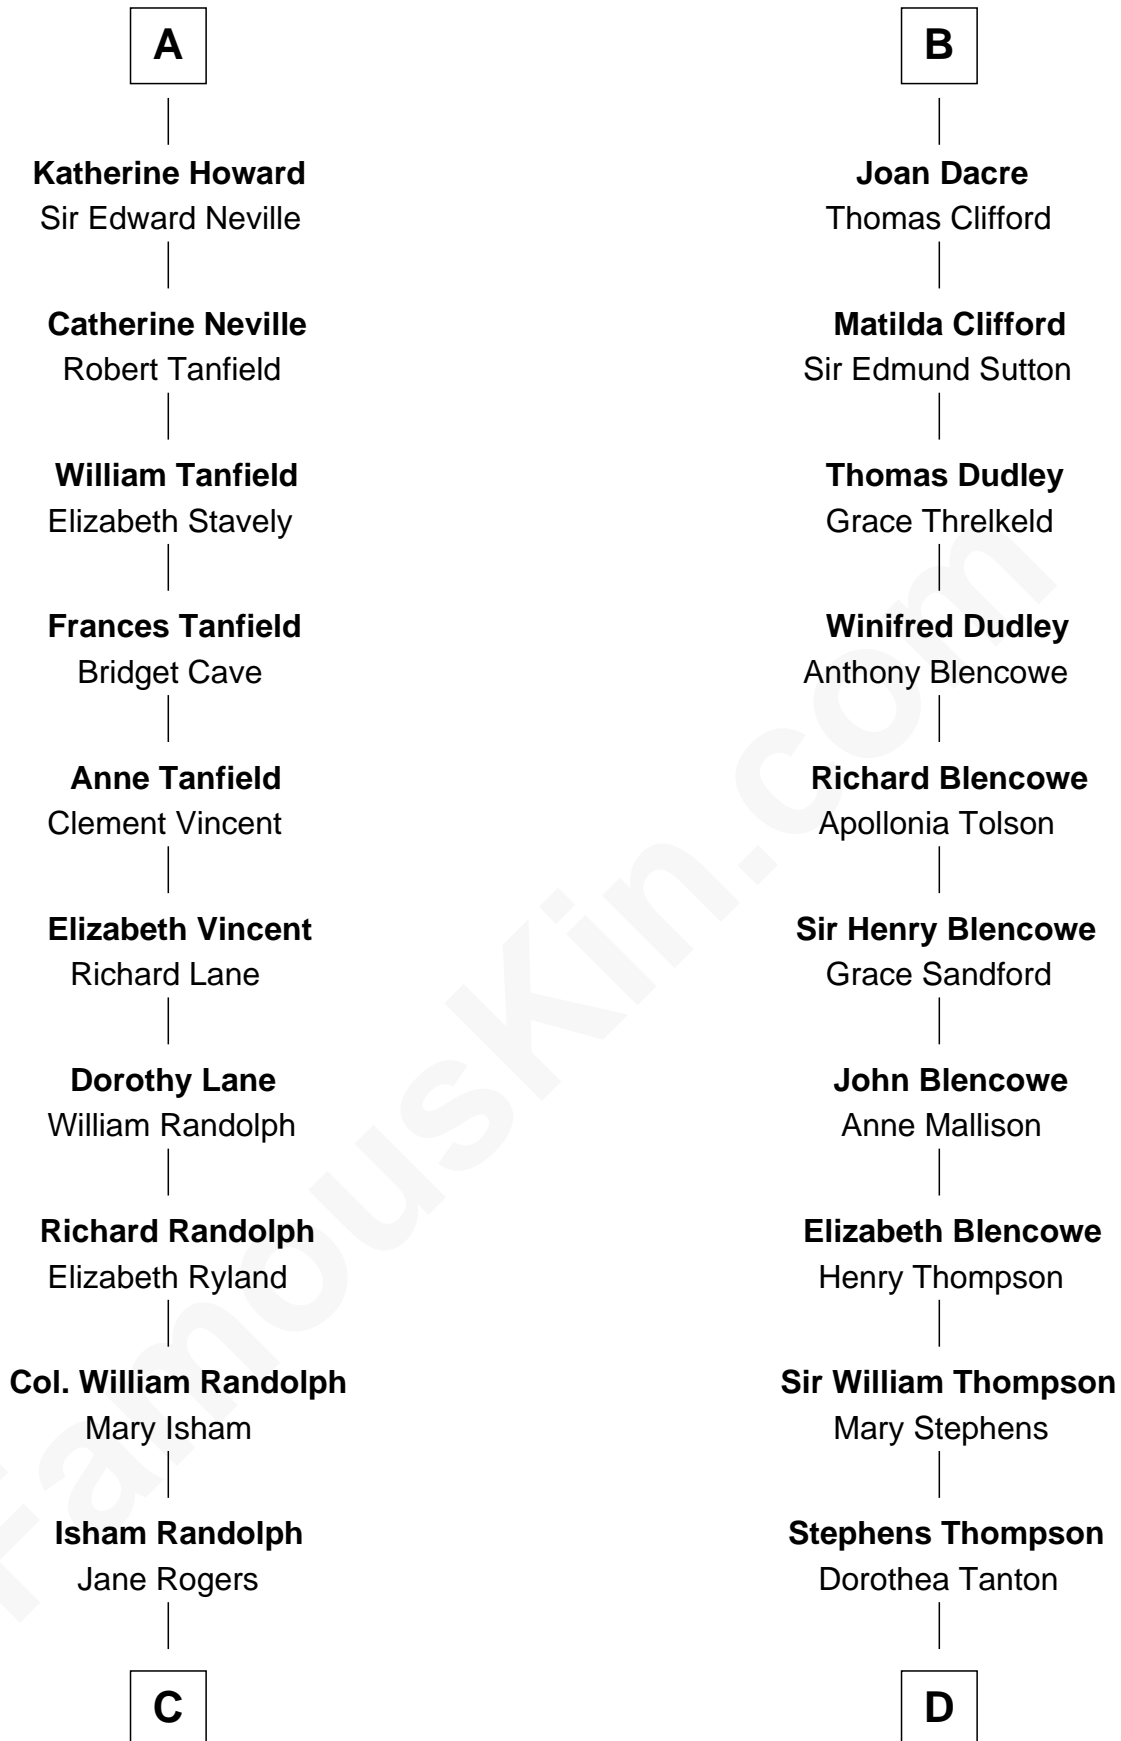 A
Katherine Howard
Sir Edward Neville
Catherine Neville
Robert Tanfield
William Tanfield
Elizabeth Stavely
Frances Tanfield
Bridget Cave
Anne Tanfield
Clement Vincent
Elizabeth Vincent
Richard Lane
Dorothy Lane
William Randolph
Richard Randolph
Elizabeth Ryland
Col. William Randolph
Mary Isham
Isham Randolph
Jane Rogers
C
B
Joan Dacre
Thomas Clifford
Matilda Clifford
Sir Edmund Sutton
Thomas Dudley
Grace Threlkeld
Winifred Dudley
Anthony Blencowe
Richard Blencowe
Apollonia Tolson
Sir Henry Blencowe
Grace Sandford
John Blencowe
Anne Mallison
Elizabeth Blencowe
Henry Thompson
Sir William Thompson
Mary Stephens
Stephens Thompson
Dorothea Tanton
D
FamousKin.com